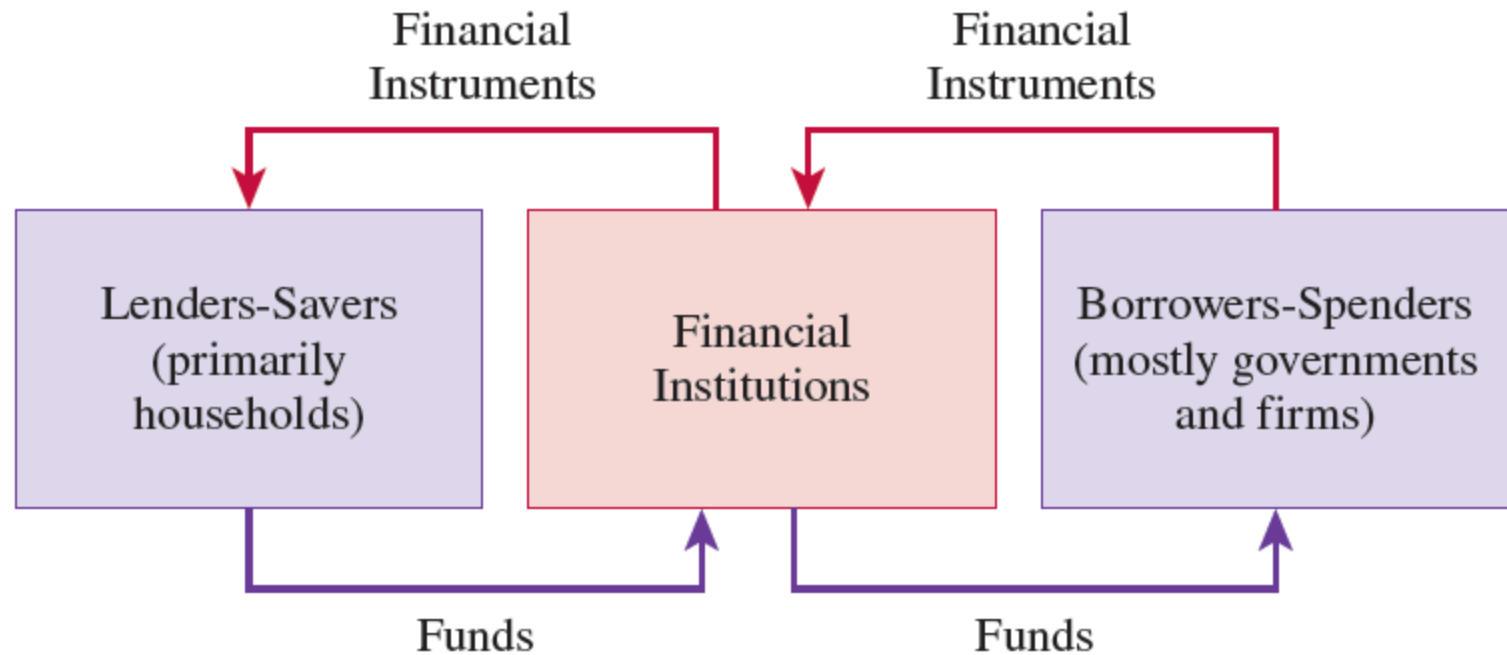 Financial
Instruments
Financial
Instruments
Lenders-Savers
(primarily
households)
Financial
Institutions
Borrowers-Spenders
(mostly governments
and firms)
Funds
Funds